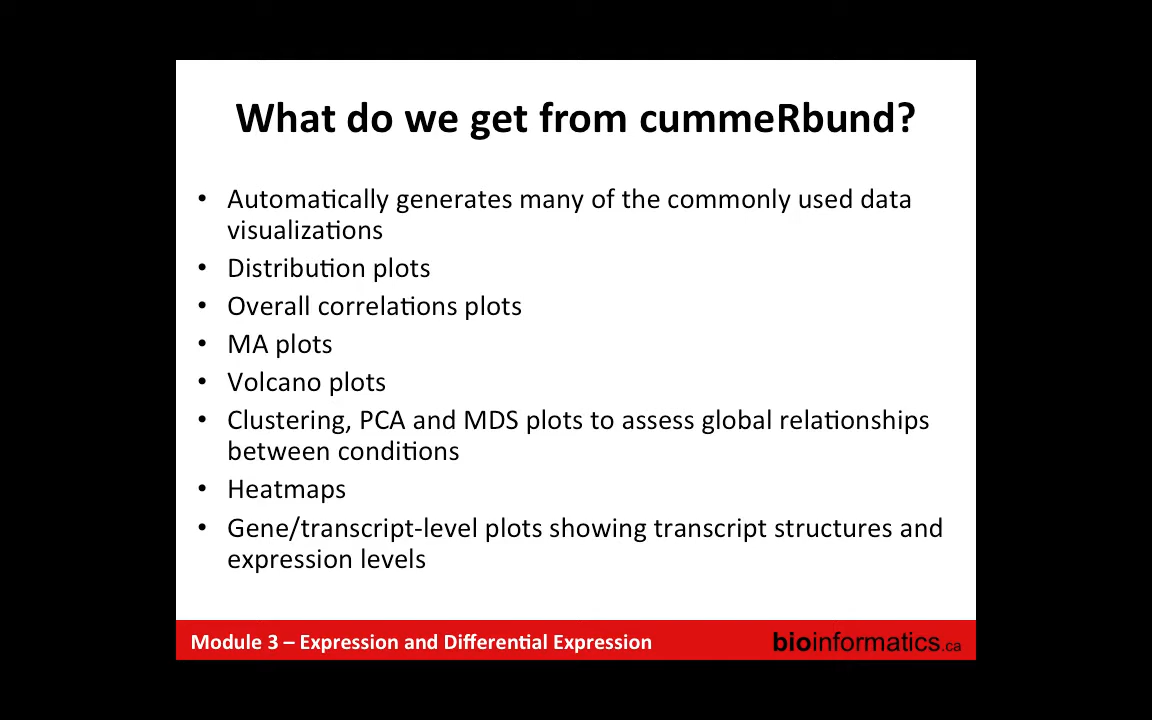 What do we get from cummeRbund?
• Automatically generates many of the commonly used data
visualizations
• Distribution plots
• Overall correlations plots
• MA plots
• Volcano plots
• Clustering, PCA and MDS plots to assess global relationships
between conditions
• Heatmaps
• Gene/transcript-level plots showing transcript structures and
expression levels
Module 3 – Expression and Differential Expression
bioinformatics.ca